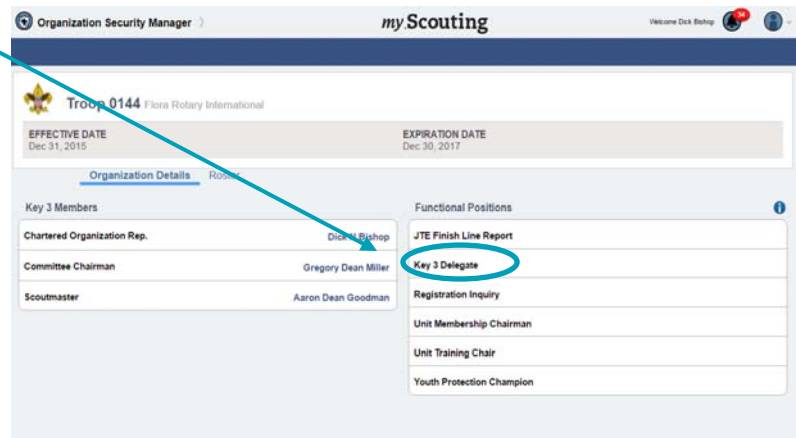 Organization Security Manager
my.Scouting
Welcome Dick Bishop
34
Troop 0144 Flora Rotary International
EFFECTIVE DATE
Dec 31, 2015
EXPIRATION DATE
Dec 30, 2017
Organization Details Roster
Key 3 Members
Chartered Organization Rep. Dick N Bishop
Committee Chairman Gregory Dean Miller
Scoutmaster Aaron Dean Goodman
Functional Positions
JTE Finish Line Report
Key 3 Delegate
Registration Inquiry
Unit Membership Chairman
Unit Training Chair
Youth Protection Champion